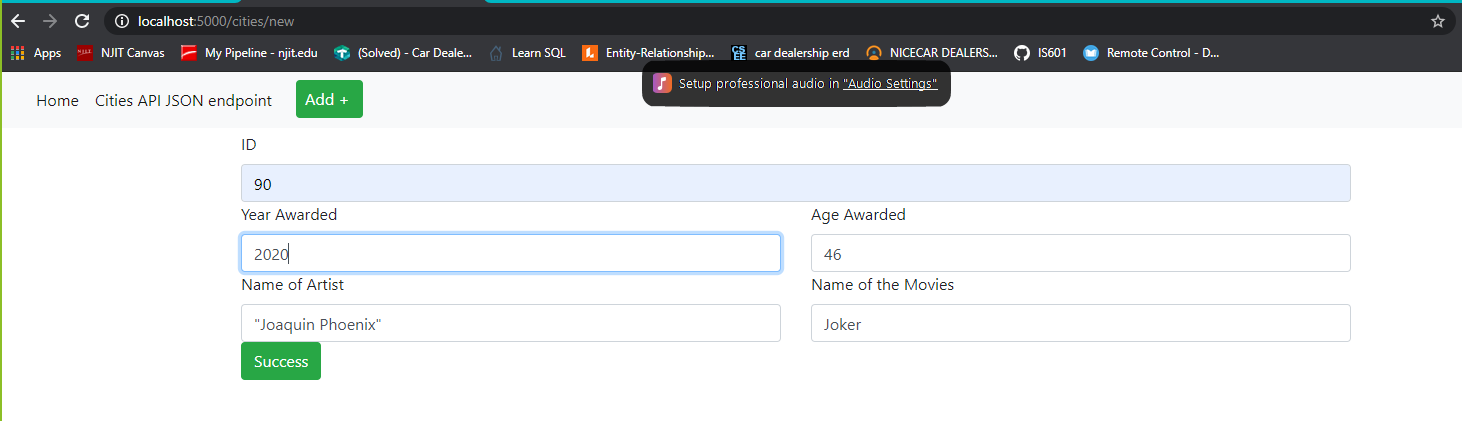 localhost:5000/cities/new
Apps NJIT Canvas My Pipeline - njit.edu (Solved) - Car Deale... Learn SQL Entity-Relationship... CS EE car dealership erd NICECAR DEALERS... IS601 Remote Control - D...
Setup professional audio in "Audio Settings"
Home Cities API JSON endpoint Add +
ID
90
Year Awarded Age Awarded
2020 46
Name of Artist Name of the Movies
"Joaquin Phoenix" Joker
Success